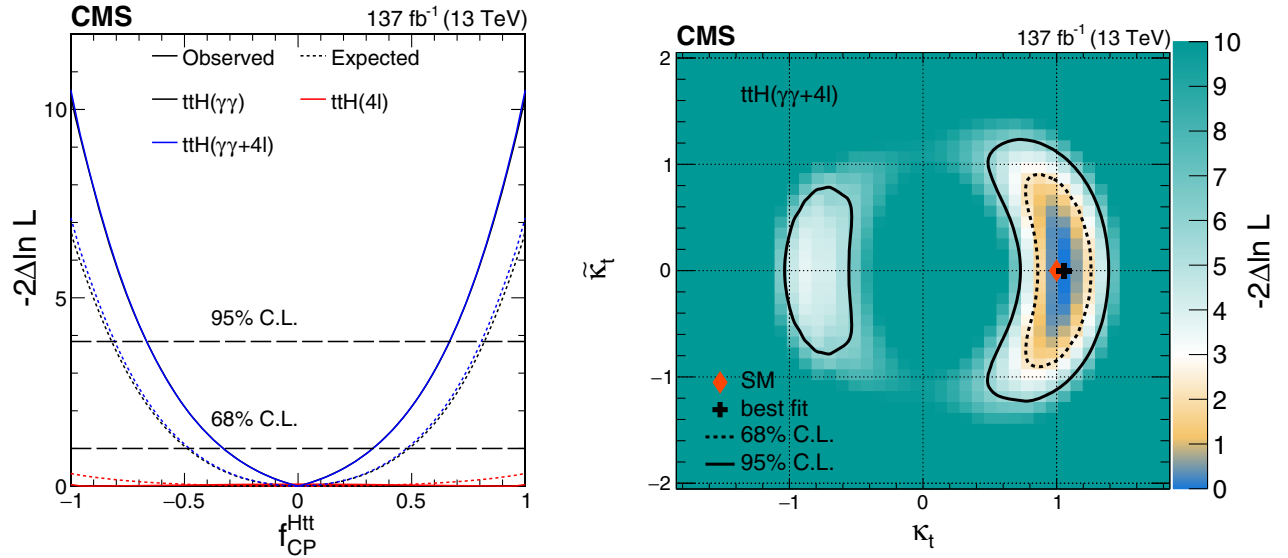 CMS 137 fb⁻¹ (13 TeV)
Observed Expected
ttH(γγ) ttH(4l)
ttH(γγ+4l)
10
5
0
95% C.L.
68% C.L.
-2Δln L
−1 −0.5 0 0.5 1
f_CP^Htt
CMS 137 fb⁻¹ (13 TeV)
ttH(γγ+4l)
2
1
0
−1
−2
κ̃_t
SM
best fit
68% C.L.
95% C.L.
−1 0 1
κ_t
10
9
8
7
6
5
4
3
2
1
0
-2Δln L